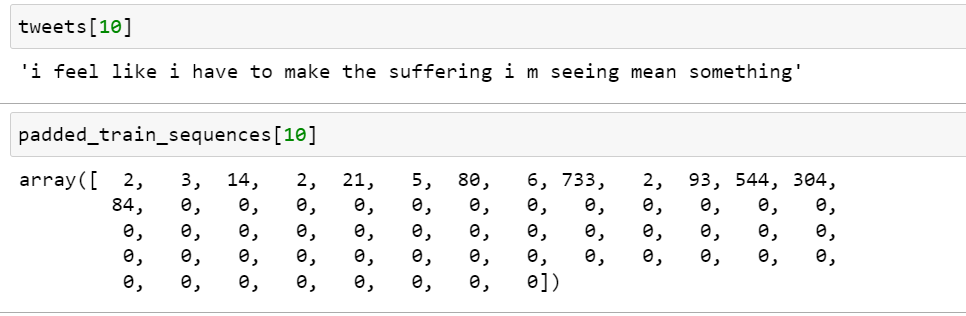 tweets[10]
'i feel like i have to make the suffering i m seeing mean something'
padded_train_sequences[10]
array([  2,   3,  14,   2,  21,   5,  80,   6, 733,   2,  93, 544, 304,
        84,   0,   0,   0,   0,   0,   0,   0,   0,   0,   0,   0,   0,
         0,   0,   0,   0,   0,   0,   0,   0,   0,   0,   0,   0,   0,
         0,   0,   0,   0,   0,   0,   0,   0,   0,   0,   0,   0,   0,
         0,   0,   0,   0,   0,   0,   0,   0])